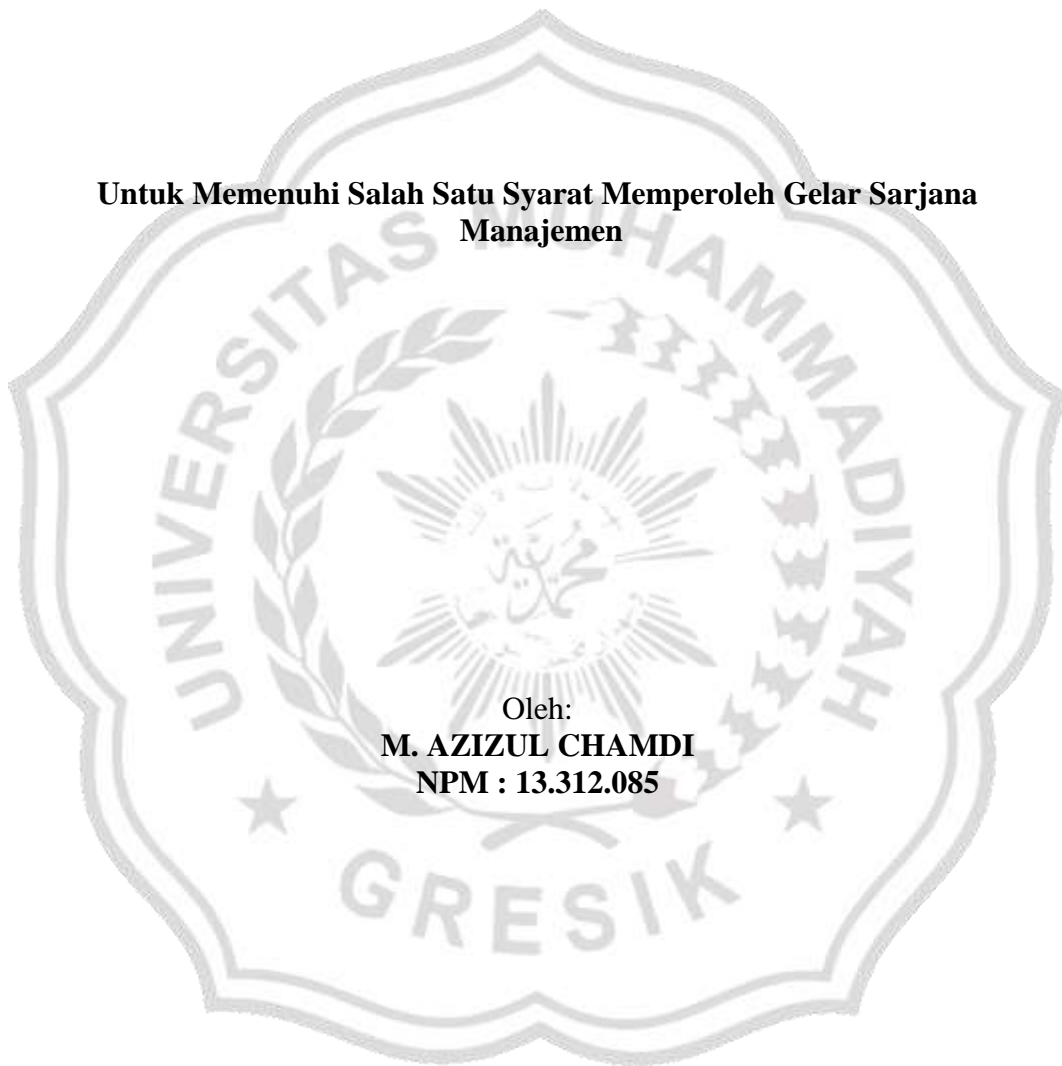 Untuk Memenuhi Salah Satu Syarat Memperoleh Gelar Sarjana
Manajemen
UNIVERSITAS MUHAMMADIYAH
Oleh:
M. AZIZUL CHAMDI
NPM : 13.312.085
GRESIK